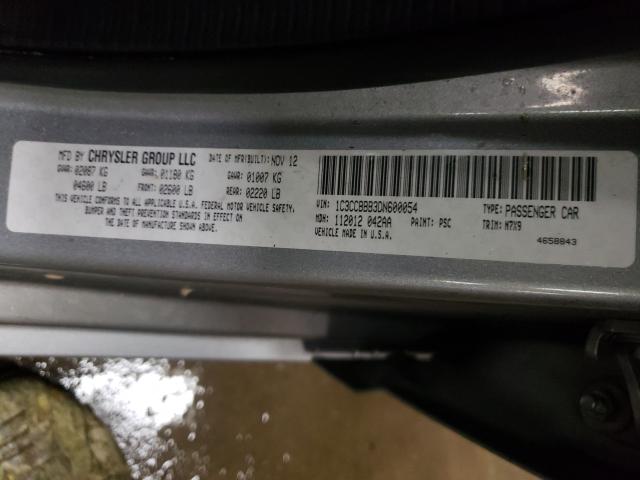 MFD BY CHRYSLER GROUP LLC DATE OF MFR(BUILT): NOV 12
GVWR: 02087 KG GAWR: 01180 KG GAWR: 01007 KG
04600 LB FRONT: 02600 LB REAR: 02220 LB
THIS VEHICLE CONFORMS TO ALL U.S.A. FEDERAL MOTOR VEHICLE SAFETY,
BUMPER AND THEFT PREVENTION STANDARDS IN EFFECT ON
THE DATE OF MANUFACTURE SHOWN ABOVE.
VIN: 1C3CCBBB3DN600054 TYPE: PASSENGER CAR
MDH: 112012 042AA PAINT: PSC TRIM: M7X9
VEHICLE MADE IN U.S.A. 4658843